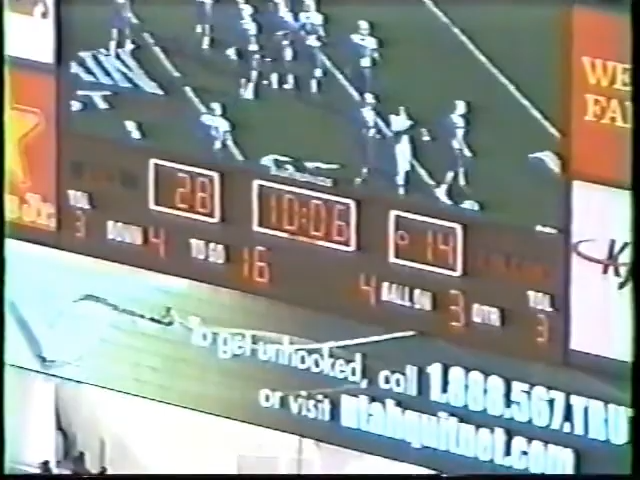 WE
FA
28
10:06
14
TOL
3
DOWN 4
TO GO 16
4 BALL ON
3 QTR
TOL
3
To get unhooked, call 1.888.567.TRU
or visit utahquitnet.com